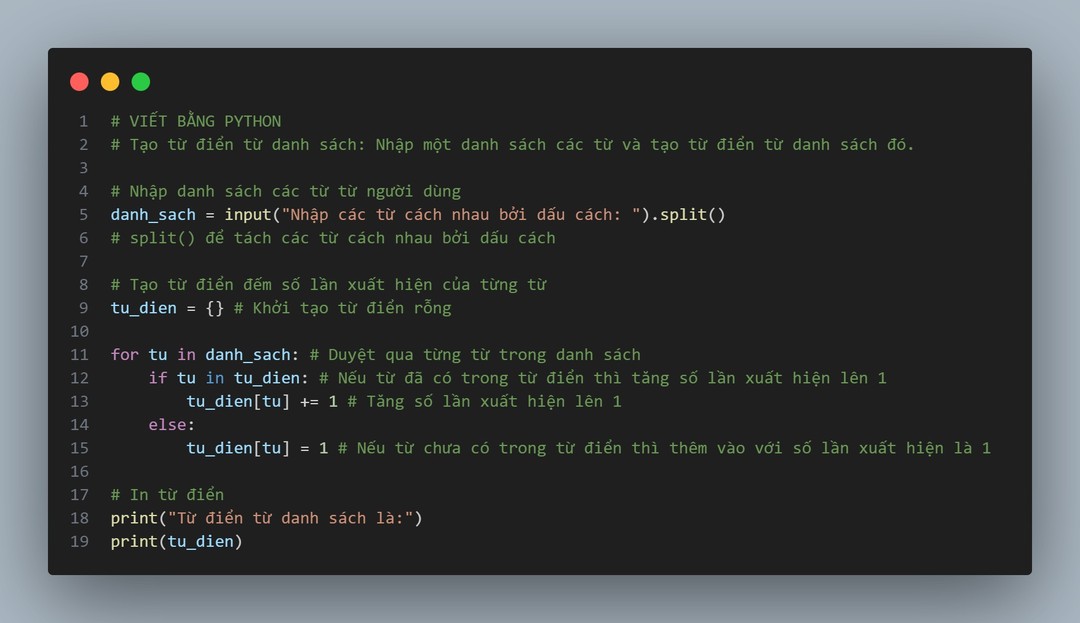 1 # VIẾT BẰNG PYTHON
2 # Tạo từ điển từ danh sách: Nhập một danh sách các từ và tạo từ điển từ danh sách đó.
3
4 # Nhập danh sách các từ từ người dùng
5 danh_sach = input("Nhập các từ cách nhau bởi dấu cách: ").split()
6 # split() để tách các từ cách nhau bởi dấu cách
7
8 # Tạo từ điển đếm số lần xuất hiện của từng từ
9 tu_dien = {} # Khởi tạo từ điển rỗng
10
11 for tu in danh_sach: # Duyệt qua từng từ trong danh sách
12     if tu in tu_dien: # Nếu từ đã có trong từ điển thì tăng số lần xuất hiện lên 1
13         tu_dien[tu] += 1 # Tăng số lần xuất hiện lên 1
14     else:
15         tu_dien[tu] = 1 # Nếu từ chưa có trong từ điển thì thêm vào với số lần xuất hiện là 1
16
17 # In từ điển
18 print("Từ điển từ danh sách là:")
19 print(tu_dien)